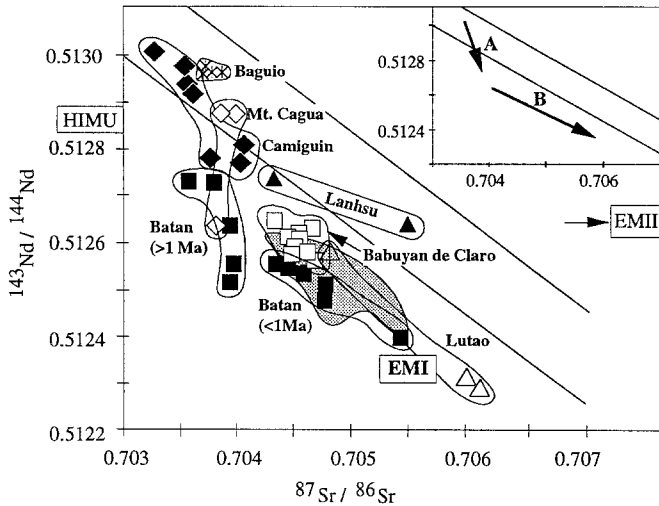 0.5130
0.5128
0.5126
0.5124
0.5122
143Nd / 144Nd
HIMU
Baguio
Mt. Cagua
Camiguin
Lanhsu
Batan
(>1 Ma)
Babuyan de Claro
Batan
(<1Ma)
Lutao
EMI
EMII
A
B
0.5128
0.5124
0.704
0.706
0.703
0.704
0.705
0.706
0.707
87Sr / 86Sr